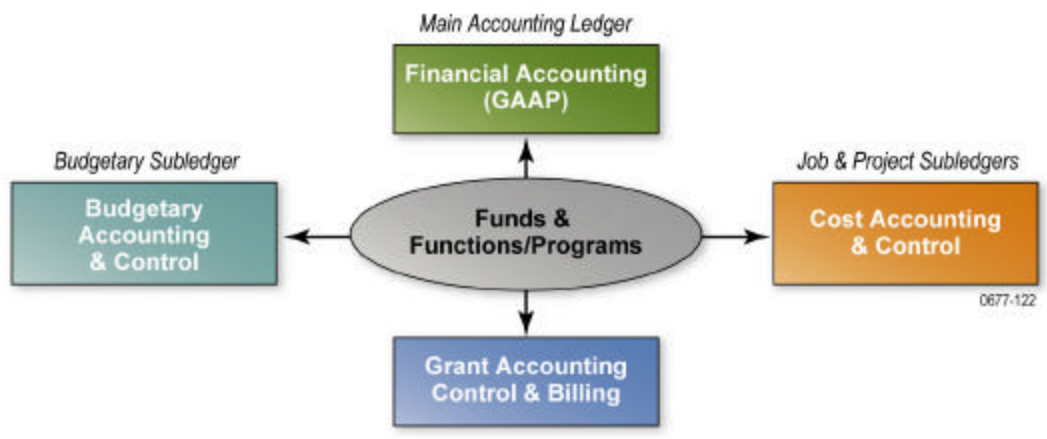 Main Accounting Ledger
Financial Accounting
(GAAP)
Budgetary Subledger
Budgetary
Accounting
& Control
Funds &
Functions/Programs
Job & Project Subledgers
Cost Accounting
& Control
0677-122
Grant Accounting
Control & Billing